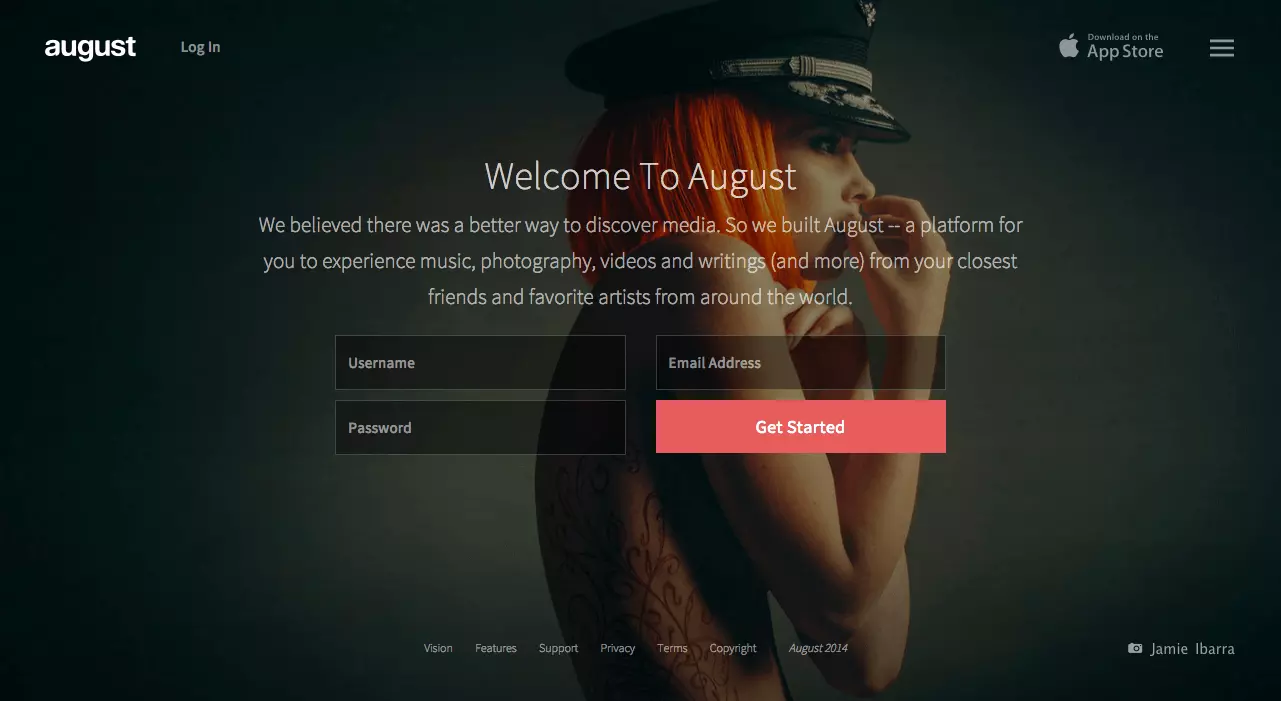 august
Log In
Download on the
App Store
Welcome To August
We believed there was a better way to discover media. So we built August -- a platform for
you to experience music, photography, videos and writings (and more) from your closest
friends and favorite artists from around the world.
Username
Email Address
Password
Get Started
Vision
Features
Support
Privacy
Terms
Copyright
August 2014
Jamie Ibarra